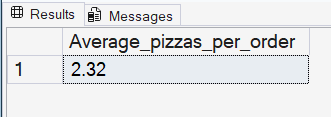 Results Messages
Average_pizzas_per_order
1 2.32